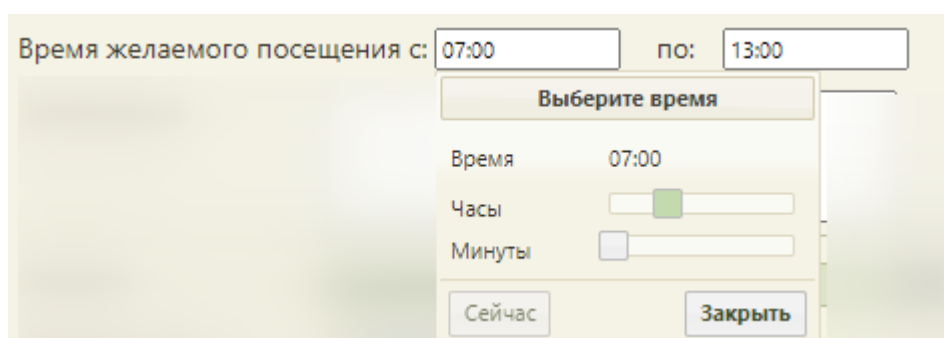 Время желаемого посещения с: 07:00 по: 13:00
Выберите время
Время 07:00
Часы
Минуты
Сейчас Закрыть